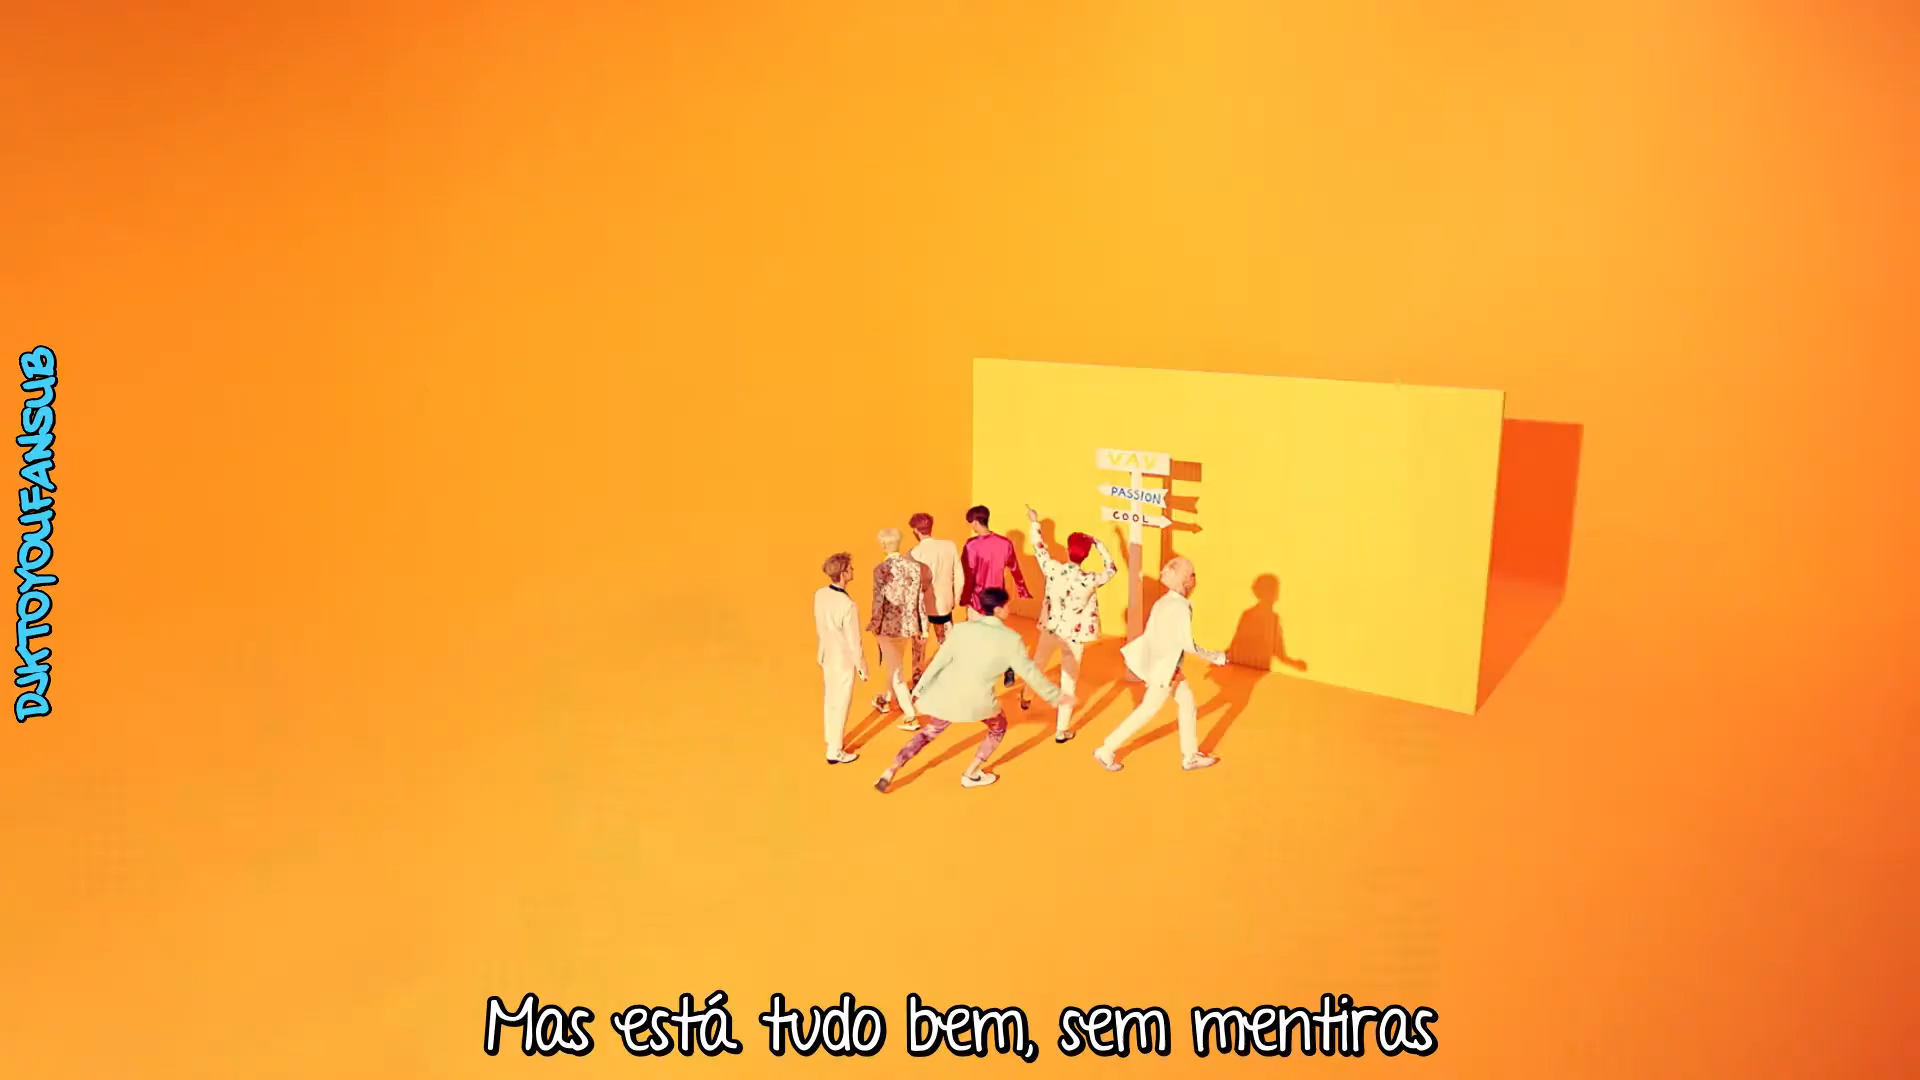 DJKTOYOUFANSUB
VAV
PASSION
COOL
Mas está tudo bem, sem mentiras